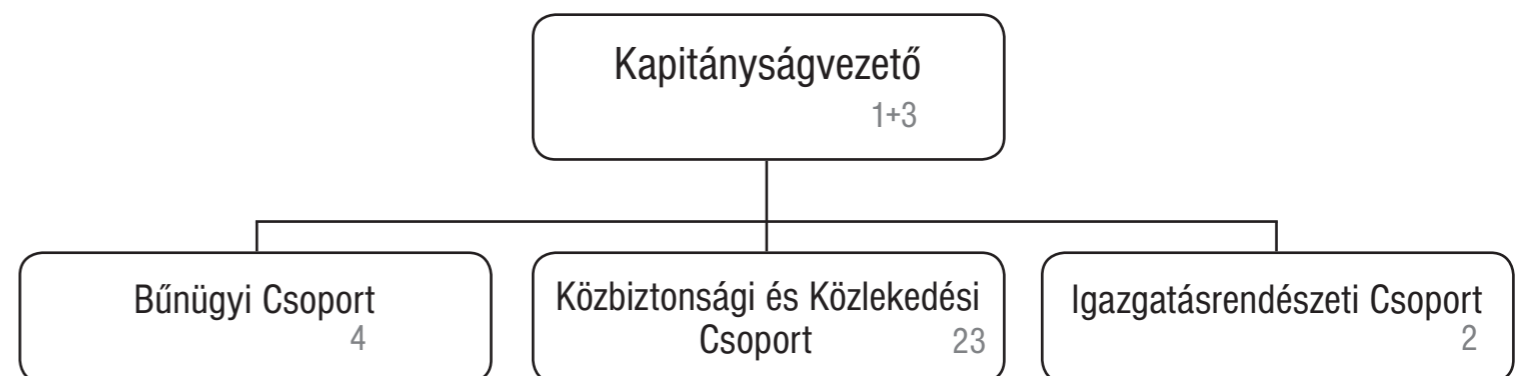 Kapitányságvezető
1+3
Bűnügyi Csoport
4
Közbiztonsági és Közlekedési
Csoport 23
Igazgatásrendészeti Csoport
2